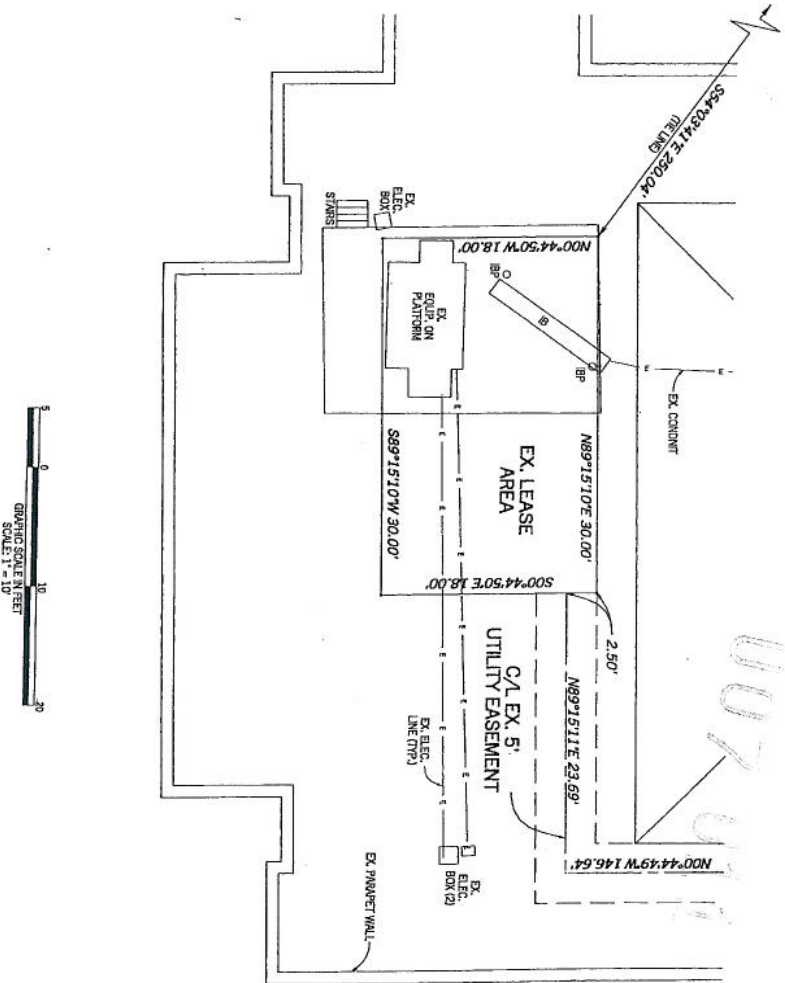 S54°03'41"E 250.04'
(TIE LINE)
EX.
ELEC.
BOX
STAIRS
N00°44'50"W 18.00'
IBP
IB
IBP
EX.
EQUIP. ON
PLATFORM
E
E
EX. CONDNIT
N89°15'10"E 30.00'
EX. LEASE
AREA
S89°15'10"W 30.00'
S00°44'50"E 18.00'
2.50'
N89°15'11"E 23.69'
C/L EX. 5'
UTILITY EASEMENT
E
E
E
E
E
E
E
E
E
E
E
EX. ELEC.
LINE (TYP.)
EX.
ELEC.
BOX (2)
N00°44'49"W 146.64'
EX. PARAPET WALL
5
0
10
20
GRAPHIC SCALE IN FEET
SCALE: 1" = 10'